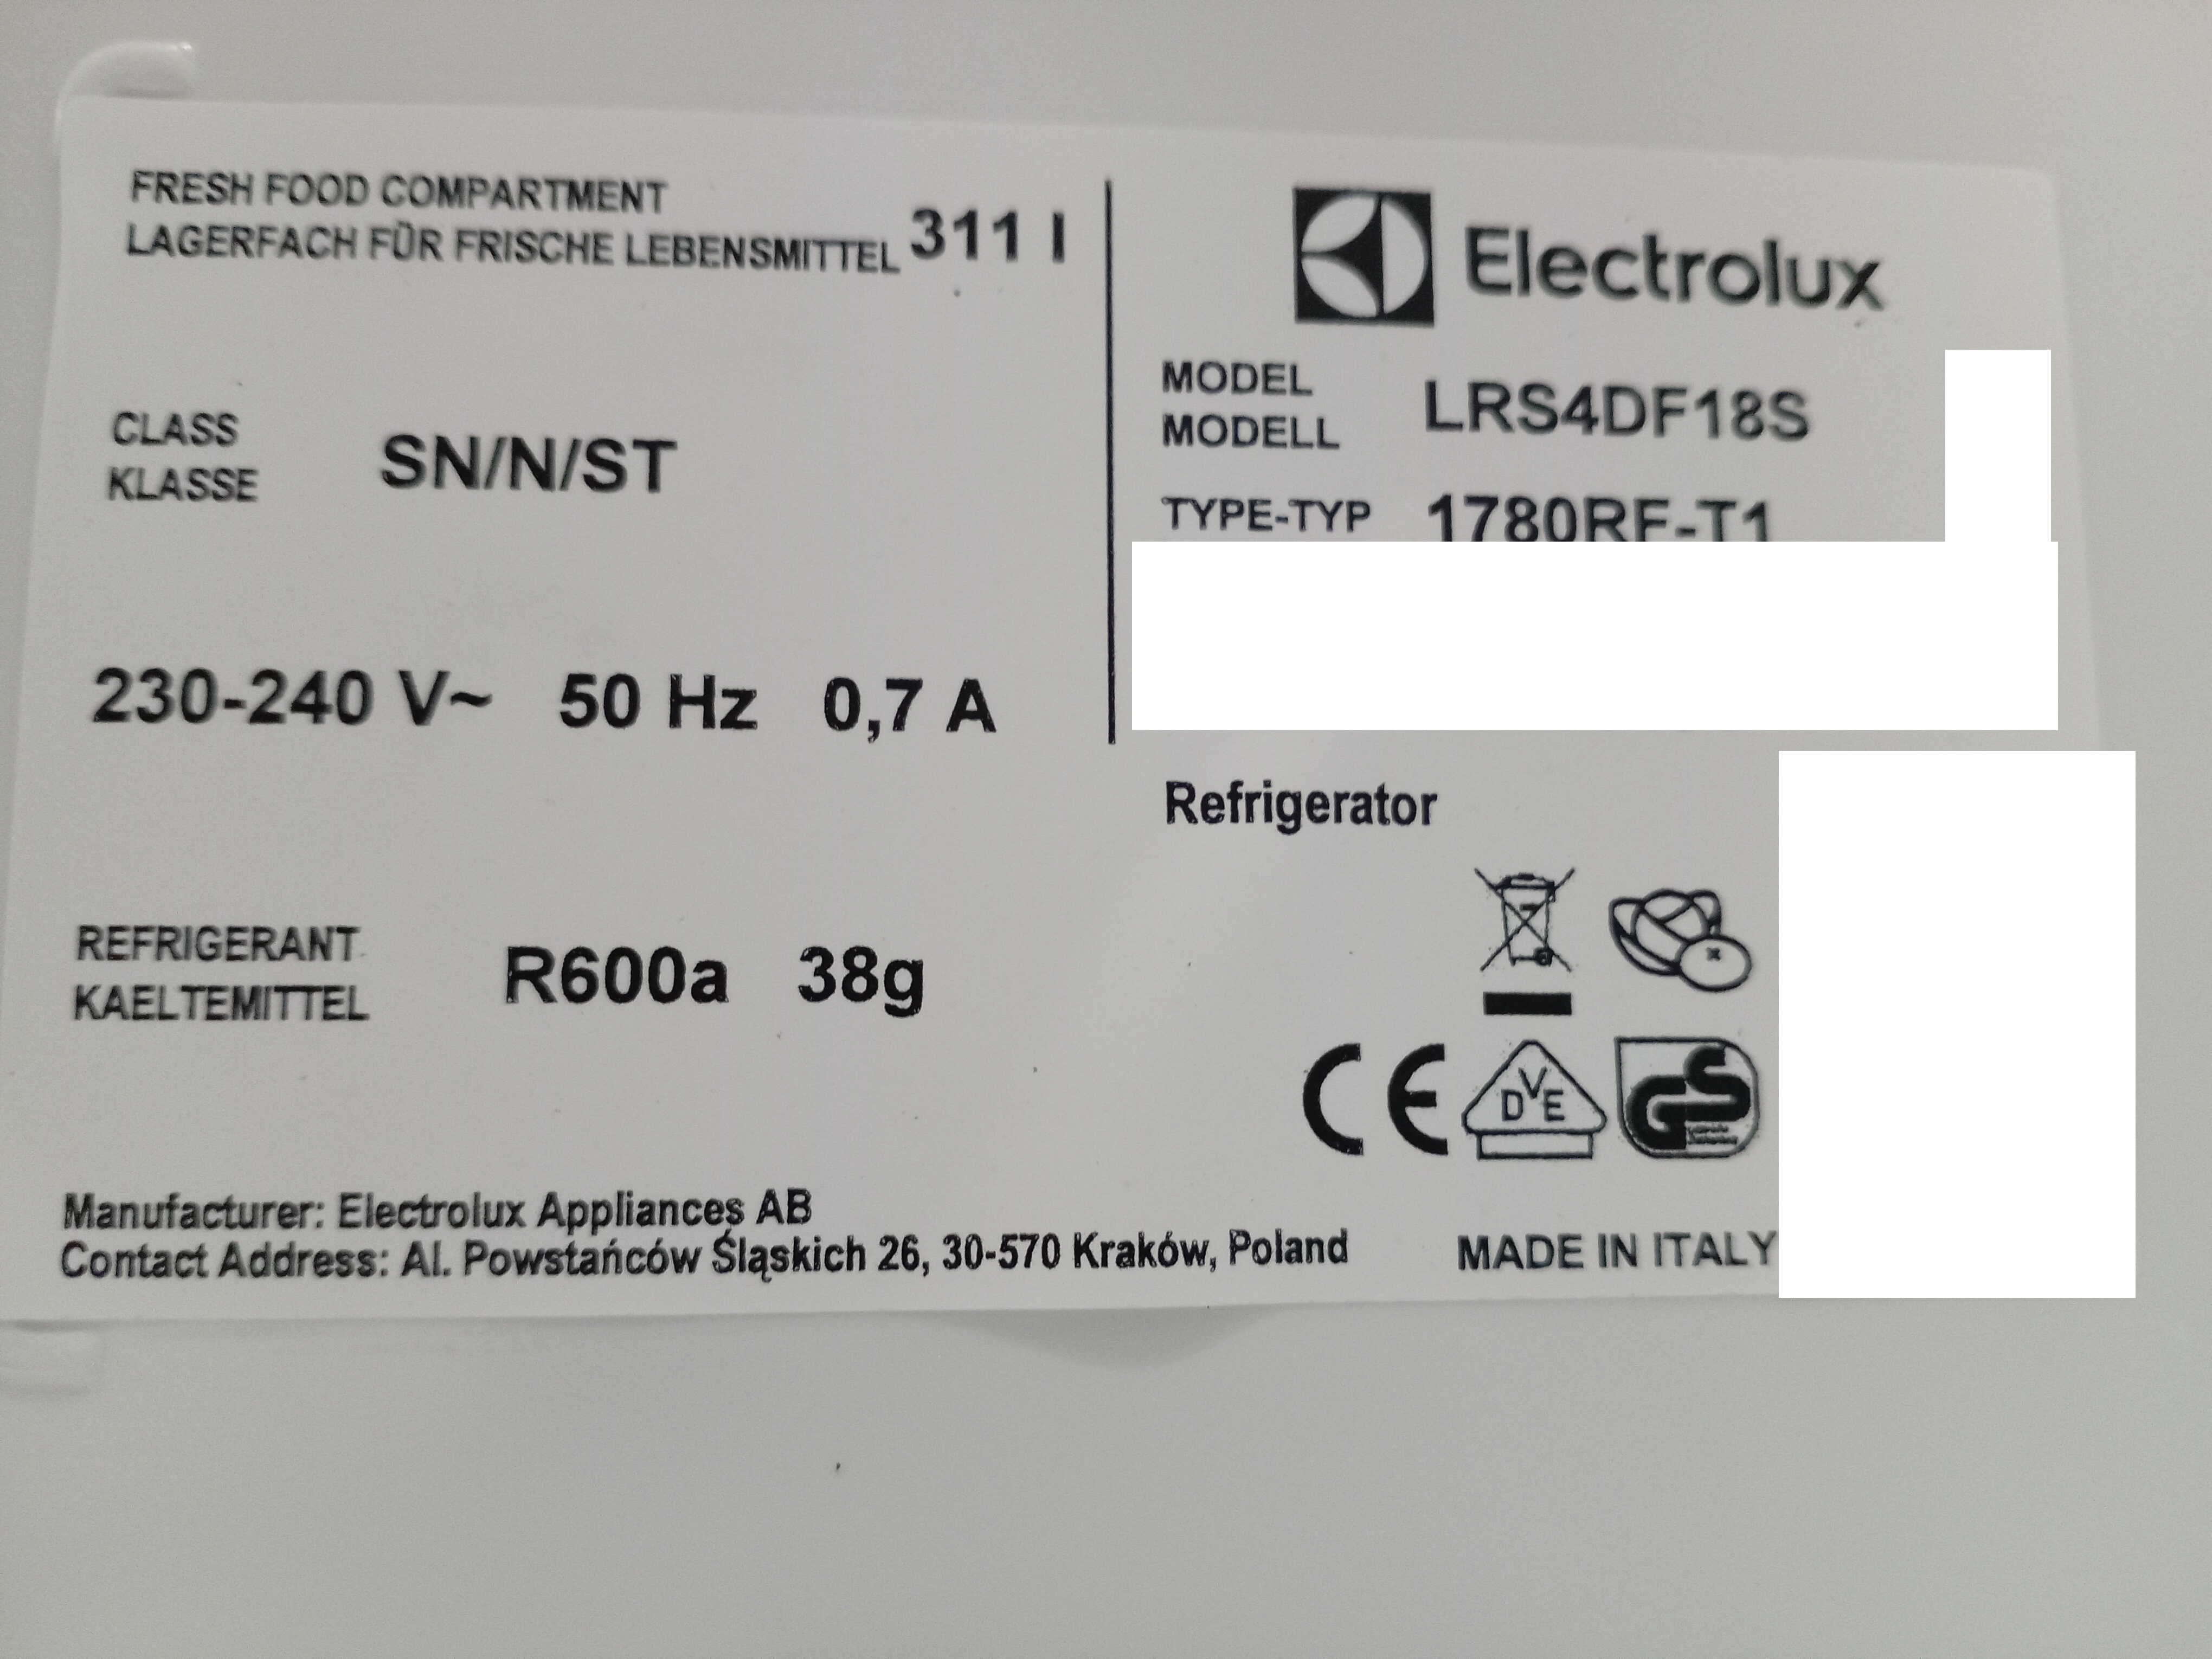 FRESH FOOD COMPARTMENT
LAGERFACH FÜR FRISCHE LEBENSMITTEL 311 l
CLASS
KLASSE
SN/N/ST
230-240 V~ 50 Hz 0,7 A
REFRIGERANT
KAELTEMITTEL
R600a 38g
Electrolux
MODEL
MODELL
LRS4DF18S
TYPE-TYP 1780RF-T1
Refrigerator
CE
DVE
GS
Manufacturer: Electrolux Appliances AB
Contact Address: Al. Powstańców Śląskich 26, 30-570 Kraków, Poland
MADE IN ITALY